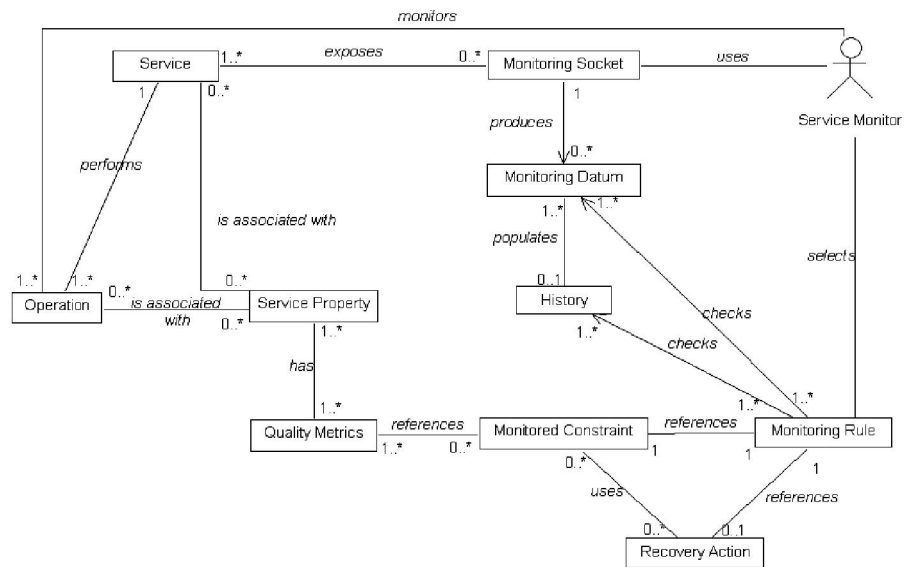 monitors
1..*
exposes
0..*
uses
Service
Monitoring Socket
1
0..*
1
Service Monitor
produces
performs
0..*
Monitoring Datum
1..*
1..*
is associated with
populates
selects
1..*
1..*
0..*
0..*
0..1
Operation
is associated
with
0..*
Service Property
History
1..*
1..*
checks
checks
has
1..*
1..*
1..*
Quality Metrics
references
Monitored Constraint
references
Monitoring Rule
1..*
0..*
1
1
1
0..*
uses
references
0..*
0..1
Recovery Action